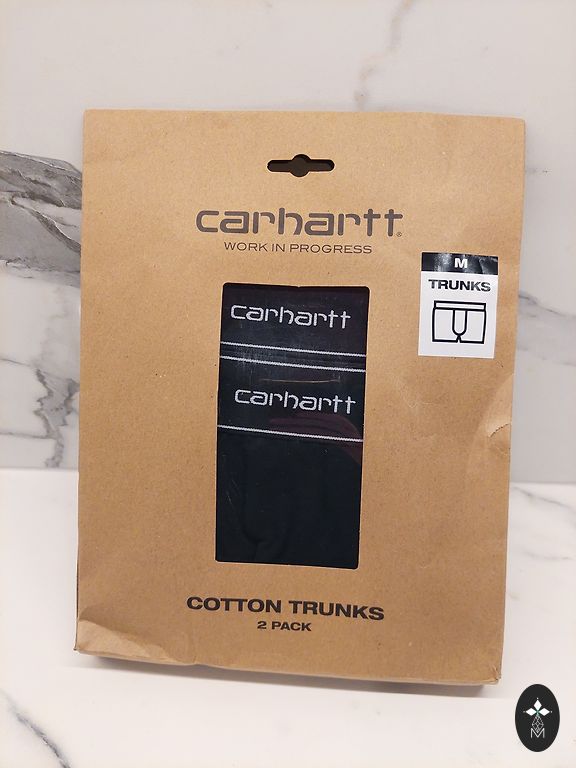 carhartt®
WORK IN PROGRESS
M
TRUNKS
carhartt
carhartt
COTTON TRUNKS
2 PACK
M